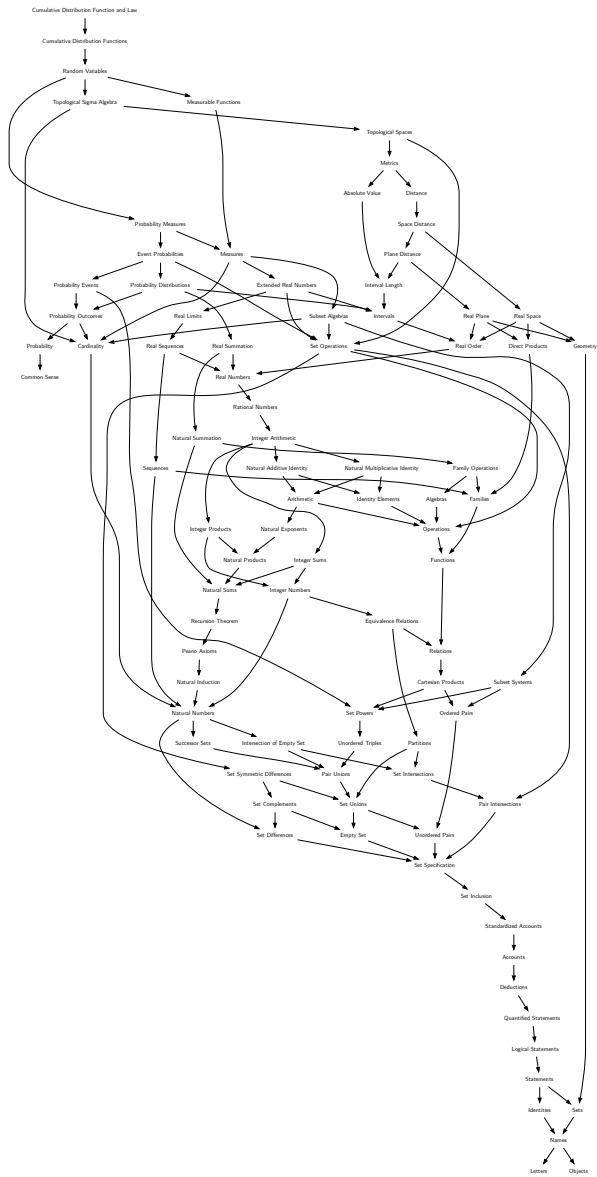 Cumulative Distribution Function and Law
Cumulative Distribution Functions
Random Variables
Topological Sigma Algebra
Measurable Functions
Topological Spaces
Metrics
Absolute Value
Distance
Probability Measures
Space Distance
Event Probabilities
Measures
Plane Distance
Probability Events
Probability Distributions
Extended Real Numbers
Interval Length
Probability Outcomes
Real Limits
Subset Algebras
Intervals
Real Plane
Real Space
Probability
Cardinality
Real Sequences
Real Summation
Set Operations
Real Order
Direct Products
Geometry
Common Sense
Real Numbers
Rational Numbers
Natural Summation
Integer Arithmetic
Sequences
Natural Additive Identity
Natural Multiplicative Identity
Family Operations
Arithmetic
Identity Elements
Algebras
Families
Integer Products
Natural Exponents
Operations
Natural Products
Integer Sums
Functions
Natural Sums
Integer Numbers
Recursion Theorem
Equivalence Relations
Peano Axioms
Relations
Natural Induction
Cartesian Products
Subset Systems
Natural Numbers
Set Powers
Ordered Pairs
Successor Sets
Intersection of Empty Set
Unordered Triples
Partitions
Set Symmetric Differences
Pair Unions
Set Intersections
Set Complements
Set Unions
Pair Intersections
Set Differences
Empty Set
Unordered Pairs
Set Specification
Set Inclusion
Standardized Accounts
Accounts
Deductions
Quantified Statements
Logical Statements
Statements
Identities
Sets
Names
Letters
Objects